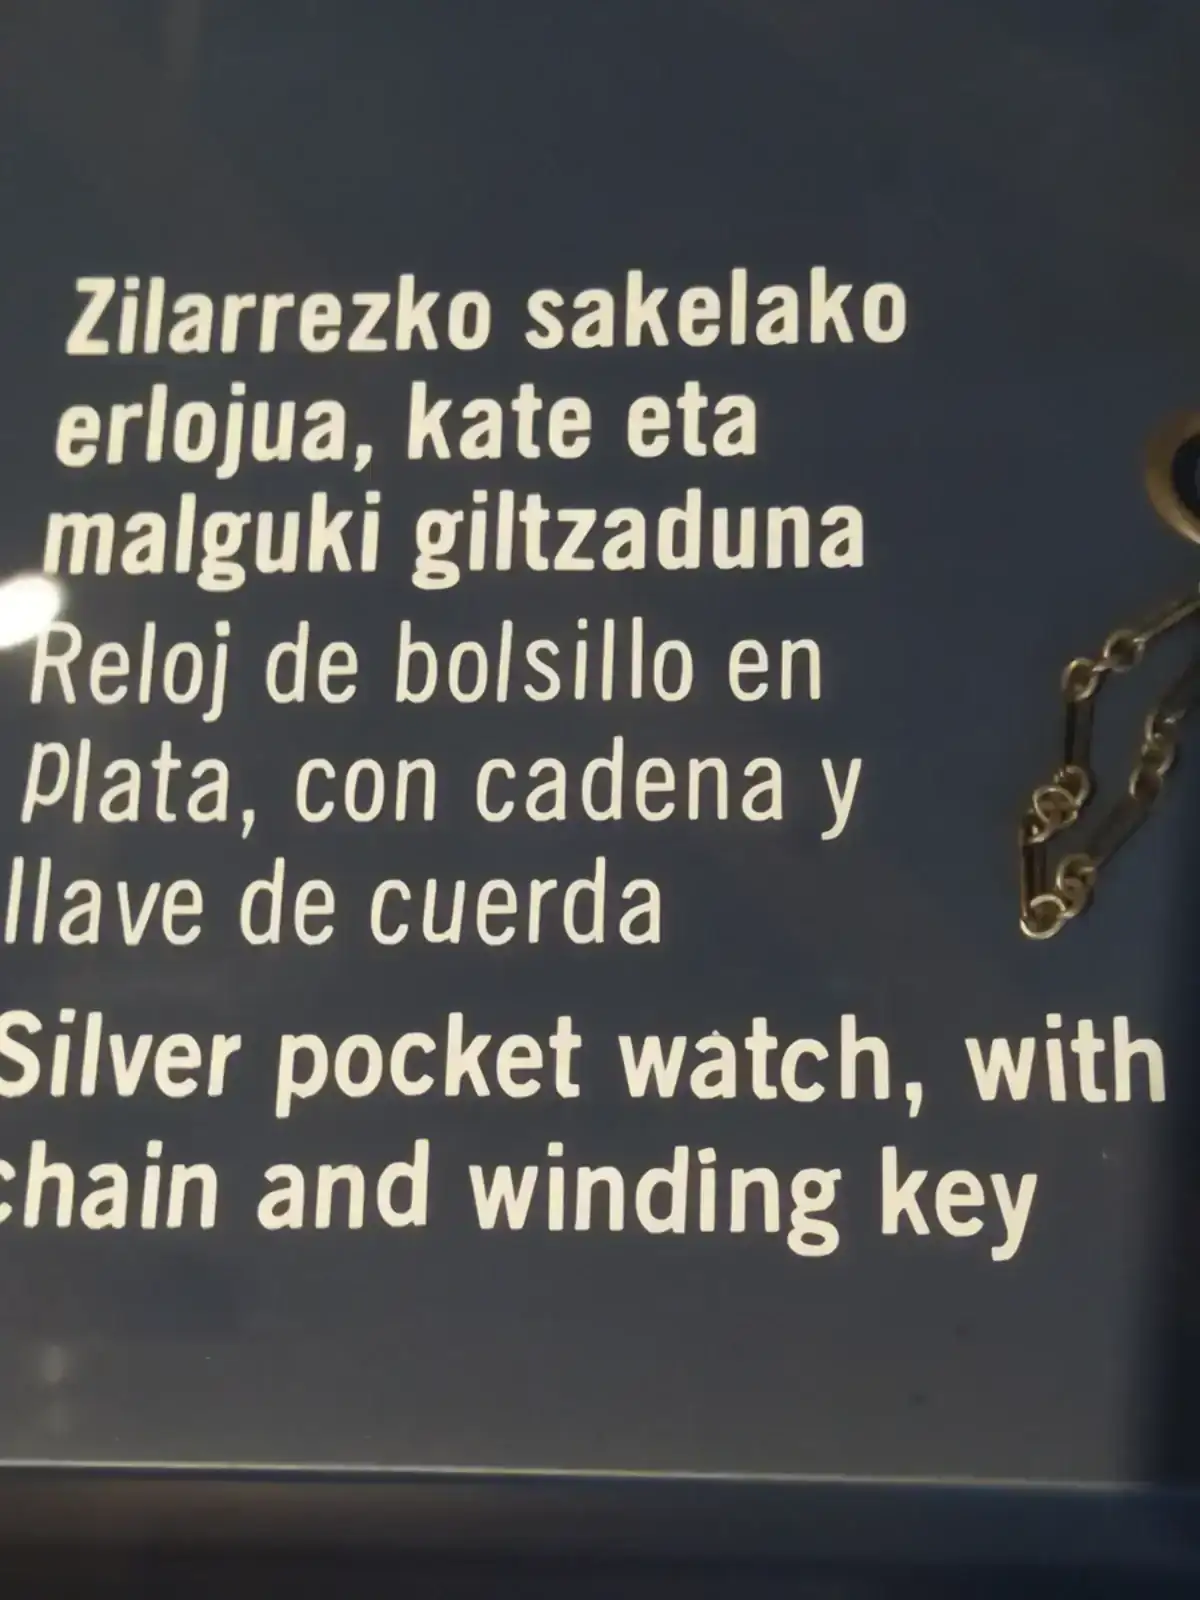 Zilarrezko sakelako
erlojua, kate eta
malguki giltzaduna
Reloj de bolsillo en
plata, con cadena y
llave de cuerda
Silver pocket watch, with
chain and winding key